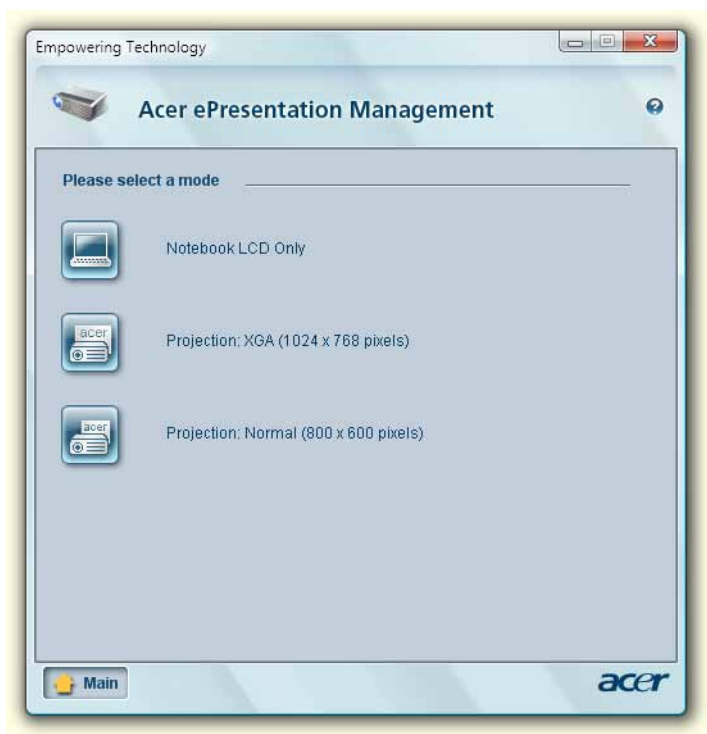 Empowering Technology
Acer ePresentation Management
Please select a mode
Notebook LCD Only
acer
Projection: XGA (1024 x 768 pixels)
acer
Projection: Normal (800 x 600 pixels)
Main
acer